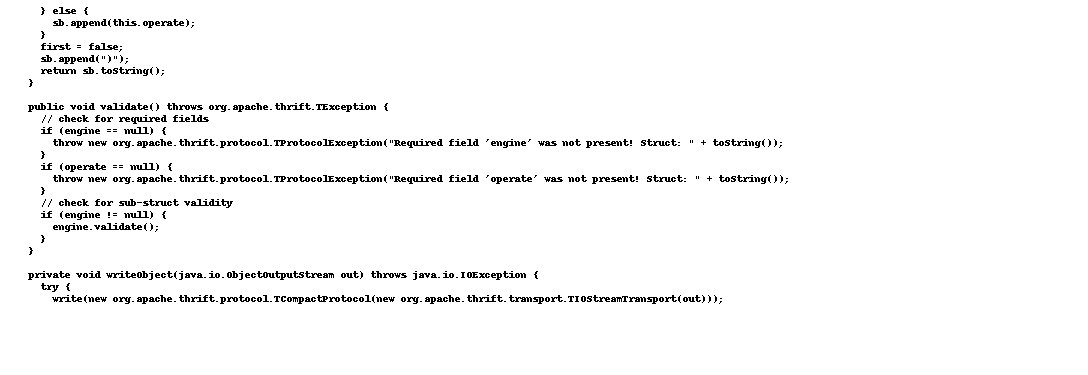 } else {
sb.append(this.operate);
}
first = false;
sb.append(")");
return sb.toString();
}
public void validate() throws org.apache.thrift.TException {
// check for required fields
if (engine == null) {
throw new org.apache.thrift.protocol.TProtocolException("Required field 'engine' was not present! Struct: " + toString());
}
if (operate == null) {
throw new org.apache.thrift.protocol.TProtocolException("Required field 'operate' was not present! Struct: " + toString());
}
// check for sub-struct validity
if (engine != null) {
engine.validate();
}
}
private void writeObject(java.io.ObjectOutputStream out) throws java.io.IOException {
try {
write(new org.apache.thrift.protocol.TCompactProtocol(new org.apache.thrift.transport.TIOStreamTransport(out)));